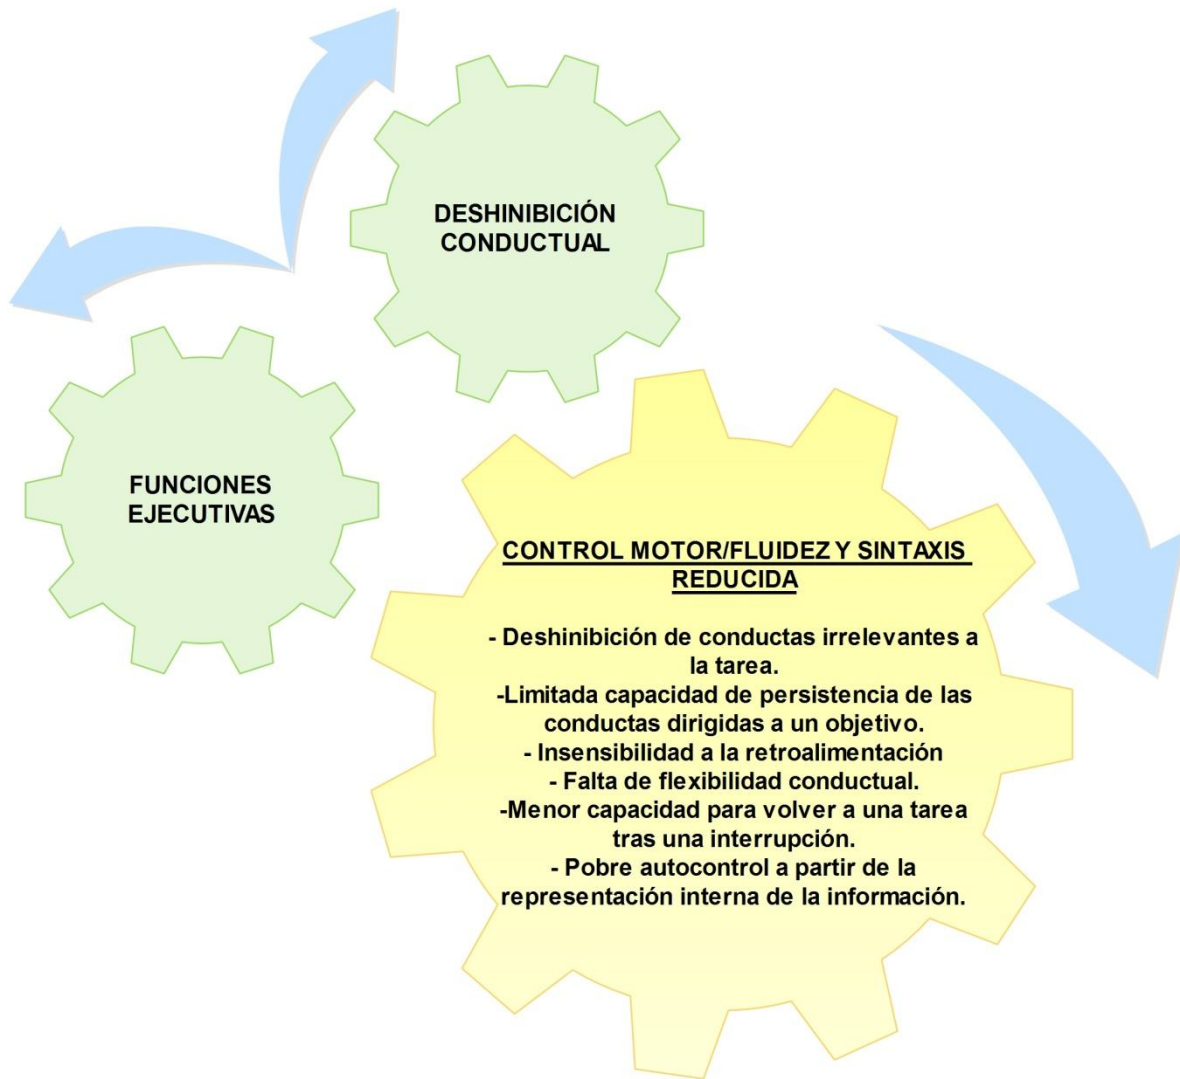 DESHINIBICIÓN
CONDUCTUAL
FUNCIONES
EJECUTIVAS
CONTROL MOTOR/FLUIDEZ Y SINTAXIS
REDUCIDA
- Deshinibición de conductas irrelevantes a
la tarea.
-Limitada capacidad de persistencia de las
conductas dirigidas a un objetivo.
- Insensibilidad a la retroalimentación
- Falta de flexibilidad conductual.
-Menor capacidad para volver a una tarea
tras una interrupción.
- Pobre autocontrol a partir de la
representación interna de la información.